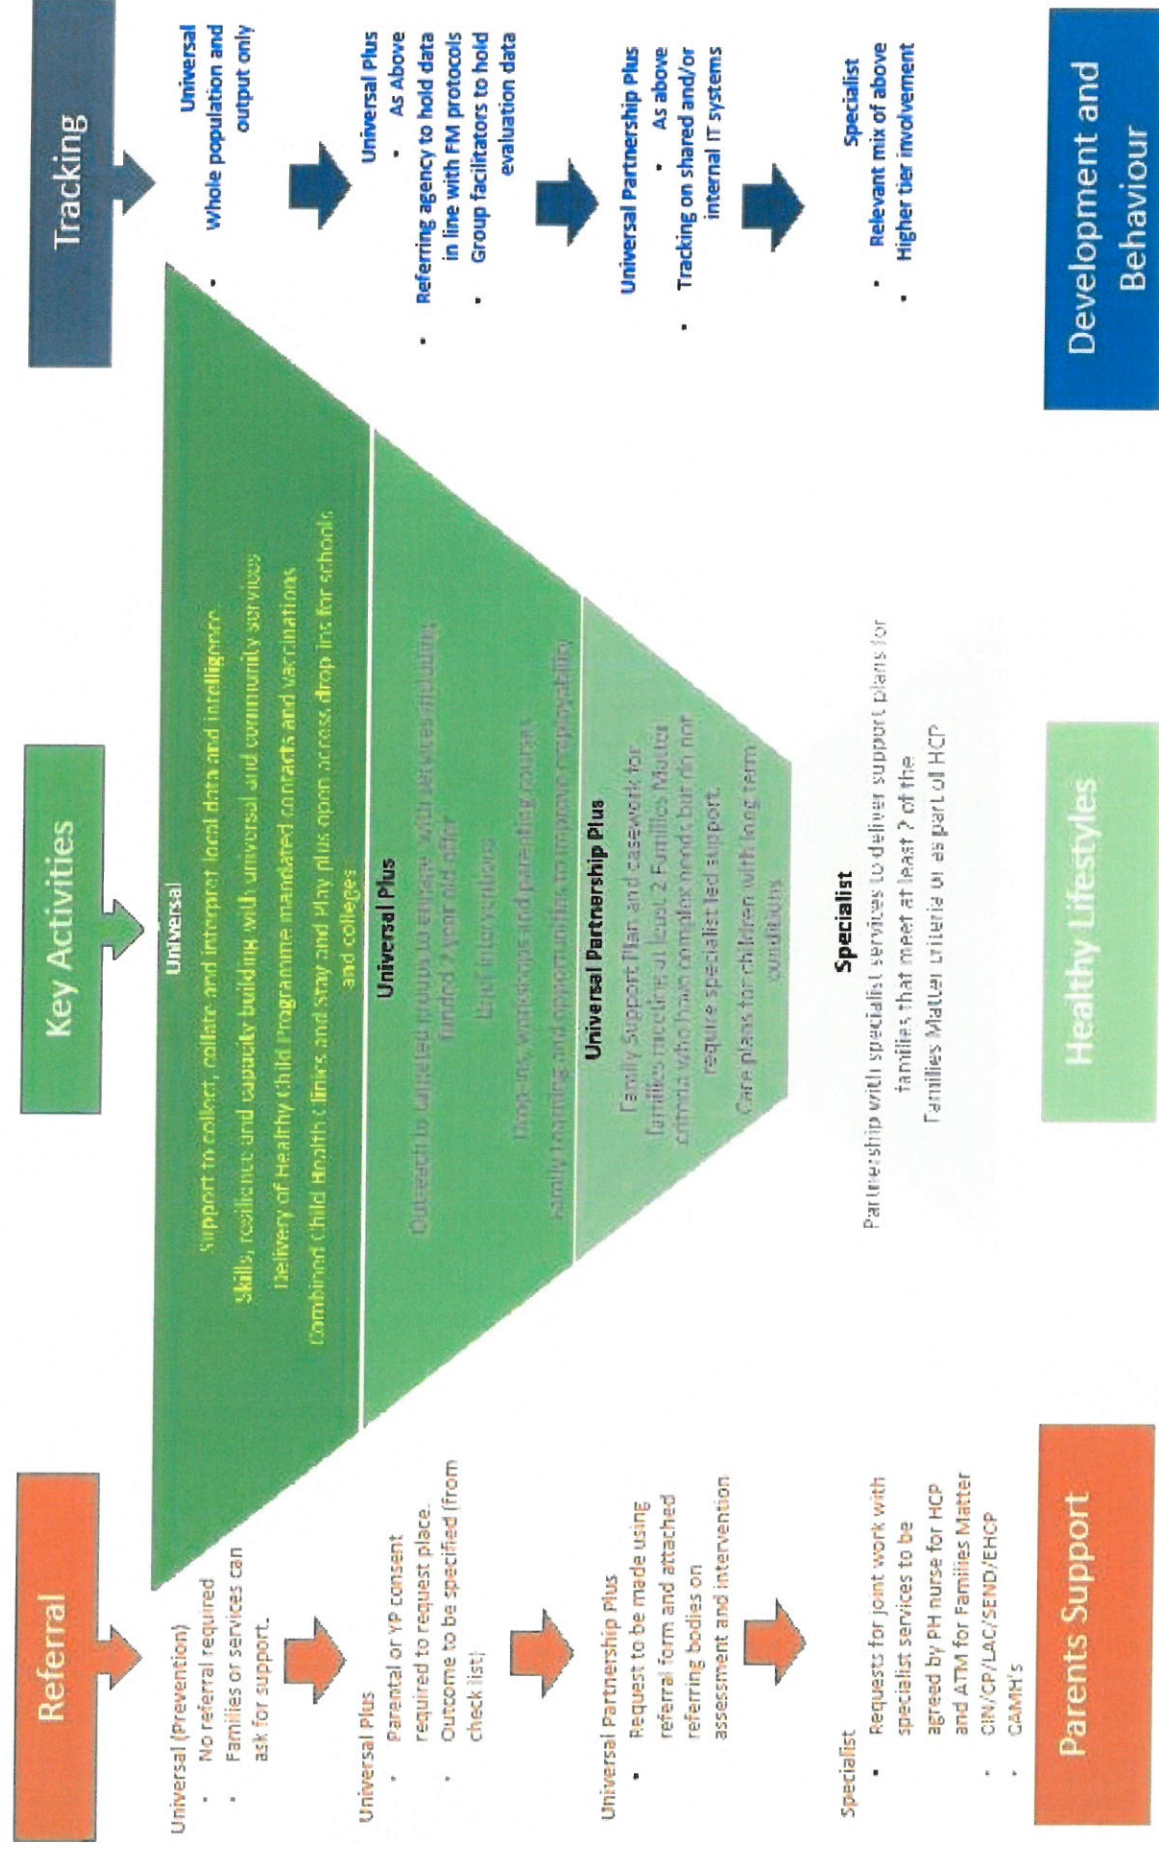 Referral
Universal (Prevention)
• No referral required
• Families or services can
ask for support.
Universal Plus
• Parental or YP consent
required to request place.
• Outcome to be specified (from
check list)
Universal Partnership Plus
• Request to be made using
referral form and attached
referring bodies on
assessment and intervention
Specialist
• Requests for joint work with
specialist services to be
agreed by PH nurse for HCP
and ATM for Families Matter
• CIN/CP/LAC/SEND/EHCP
• CAMH's
Key Activities
Universal
Support to collect, collate and interpret local data and intelligence
Skills, resilience and capacity building with universal and community services
Delivery of Healthy Child Programme mandated contacts and vaccinations
Combined Child Health Clinics and Stay and Play plus open access drop ins for schools
and colleges
Universal Plus
Outreach to targeted groups to engage with services including
funded 2 year old offer
interventions
Drop-ins, workshops and parenting courses
Family Learning and opportunities to improve employability
Universal Partnership Plus
Family Support Plan and casework for
families meeting at least 2 Families Matter
criteria who have complex needs but do not
require specialist led support.
Care plans for children with long term
conditions
Specialist
Partnership with specialist services to deliver support plans for
families that meet at least 2 of the
Families Matter criteria or as part of HCP
Tracking
Universal
• Whole population and
output only
Universal Plus
• As Above
• Referring agency to hold data
in line with FM protocols
• Group facilitators to hold
evaluation data
Universal Partnership Plus
• As above
• Tracking on shared and/or
internal IT systems
Specialist
• Relevant mix of above
• Higher tier involvement
Parents Support
Healthy Lifestyles
Development and
Behaviour